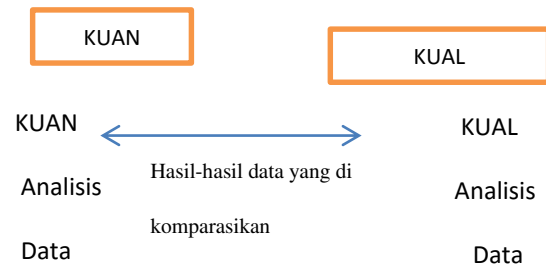 KUAN
KUAL
KUAN
KUAL
Hasil-hasil data yang di
Analisis
Analisis
komparasikan
Data
Data